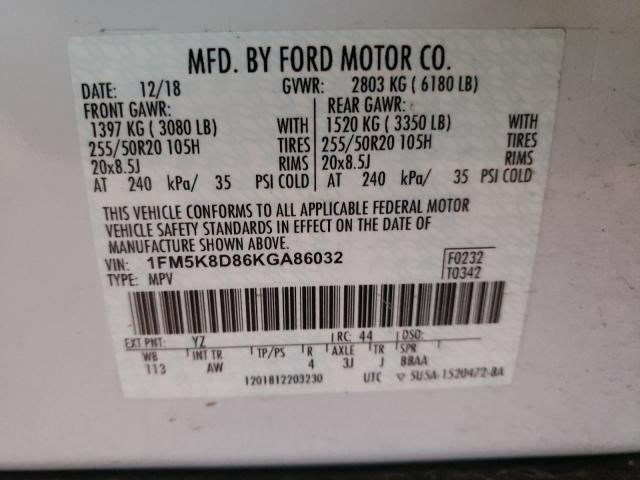 MFD. BY FORD MOTOR CO.
DATE: 12/18 GVWR: 2803 KG ( 6180 LB)
FRONT GAWR: REAR GAWR:
1397 KG ( 3080 LB) WITH 1520 KG ( 3350 LB) WITH
255/50R20 105H TIRES 255/50R20 105H TIRES
20x8.5J RIMS 20x8.5J RIMS
AT 240 kPa/ 35 PSI COLD AT 240 kPa/ 35 PSI COLD
THIS VEHICLE CONFORMS TO ALL APPLICABLE FEDERAL MOTOR
VEHICLE SAFETY STANDARDS IN EFFECT ON THE DATE OF
MANUFACTURE SHOWN ABOVE.
VIN: 1FM5K8D86KGA86032 F0232
TYPE: MPV T0342
EXT PNT: YZ RC: 44 DSO:
WB INT TR TP/PS R AXLE TR SPR
113 AW 4 3J J BBAA
1201812203230 UTC ▽ SUSA-1520472-BA